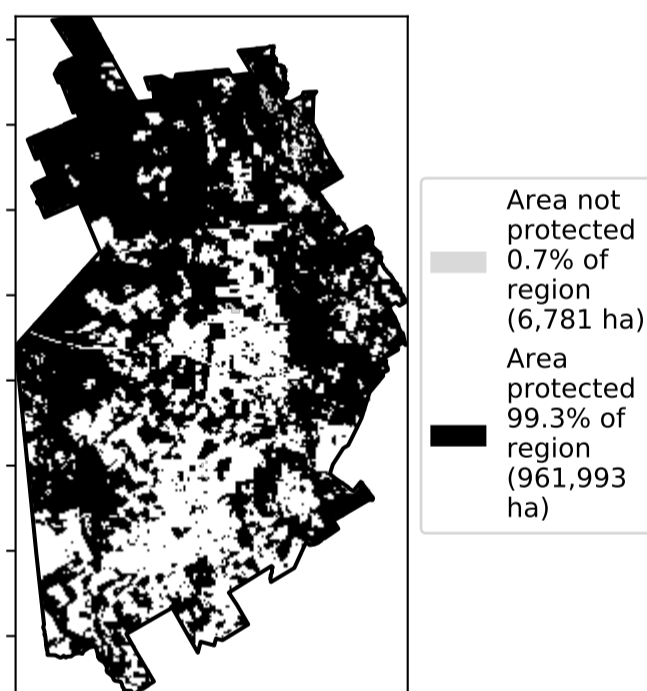 Area not
protected
0.7% of
region
(6,781 ha)
Area
protected
99.3% of
region
(961,993
ha)